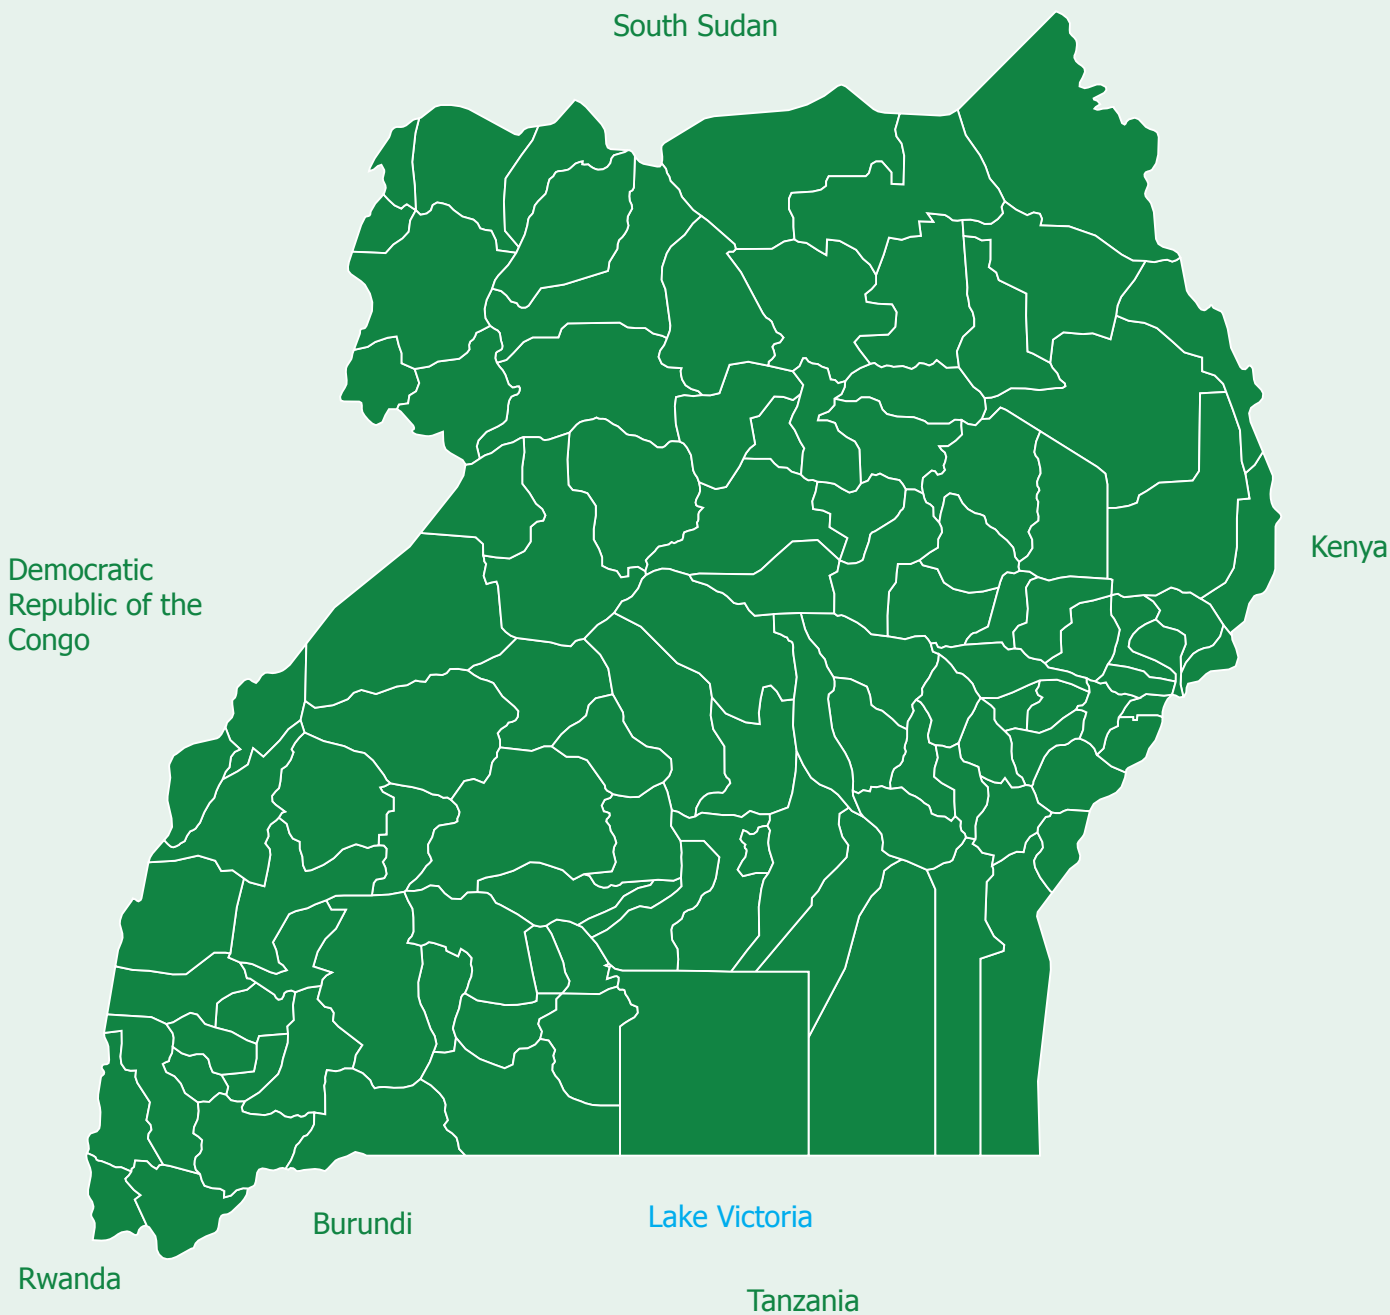 South Sudan
Kenya
Democratic
Republic of the
Congo
Burundi
Lake Victoria
Rwanda
Tanzania